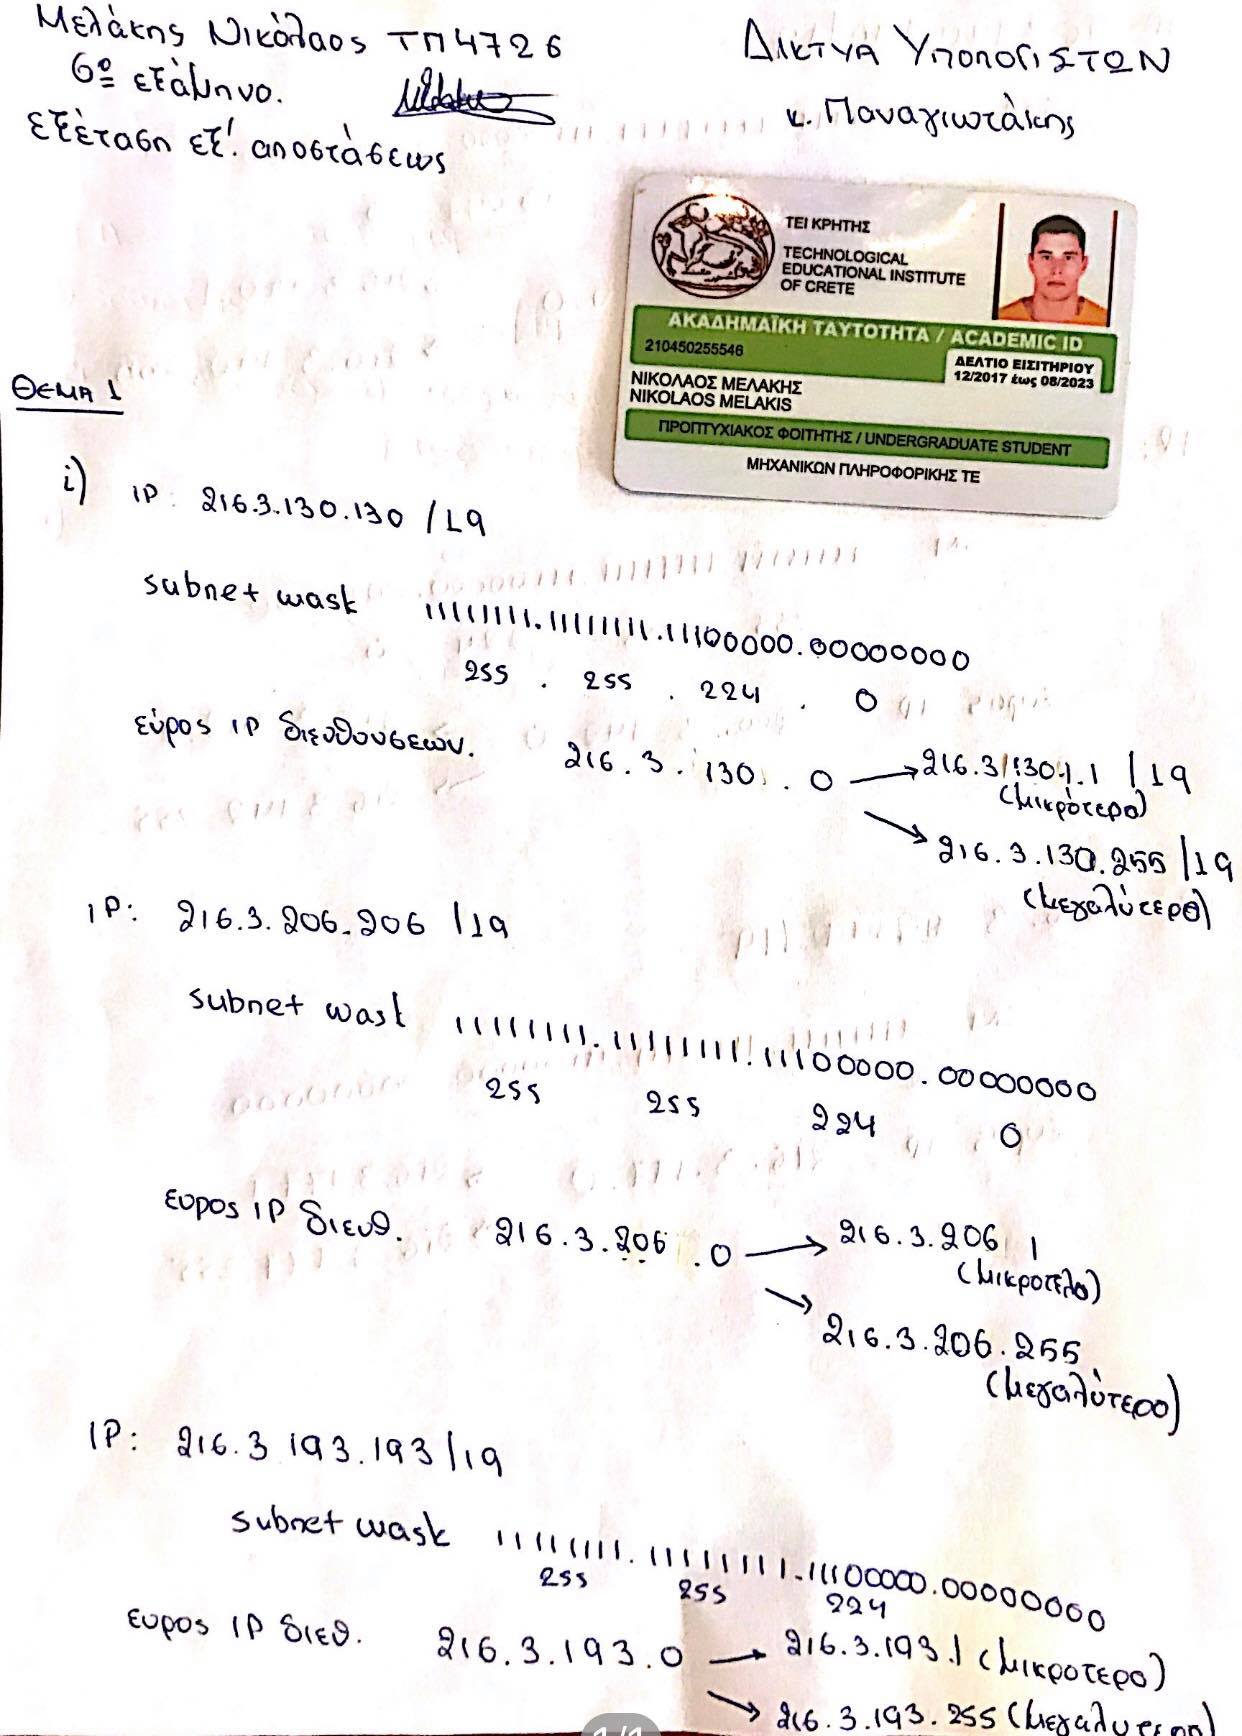 Μελάκης Νικόλαος ΤΠ4726
6ο εξάμηνο.
εξέταση εξ' αποστάσεως
ΔΙΚΤΥΑ ΥΠΟΛΟΓΙΣΤΩΝ
κ. Παναγιωτάκης
ΤΕΙ ΚΡΗΤΗΣ
TECHNOLOGICAL
EDUCATIONAL INSTITUTE
OF CRETE
ΑΚΑΔΗΜΑΪΚΗ ΤΑΥΤΟΤΗΤΑ / ACADEMIC ID
210450255546
ΔΕΛΤΙΟ ΕΙΣΙΤΗΡΙΟΥ
12/2017 έως 08/2023
ΝΙΚΟΛΑΟΣ ΜΕΛΑΚΗΣ
NIKOLAOS MELAKIS
ΠΡΟΠΤΥΧΙΑΚΟΣ ΦΟΙΤΗΤΗΣ / UNDERGRADUATE STUDENT
ΜΗΧΑΝΙΚΩΝ ΠΛΗΡΟΦΟΡΙΚΗΣ ΤΕ
ΘΕΜΑ 1
i) IP: 216.3.130.130 /19
subnet mask 11111111.11111111.11100000.00000000
255 . 255 . 224 . 0
εύρος IP διευθύνσεων. 216.3.130.0 → 216.3.130.1 /19
(μικρότερο)
→ 216.3.130.255 /19
(μεγαλύτερο)
IP: 216.3.206.206 /19
subnet mask 11111111.11111111.11100000.00000000
255 255 224 0
ευρος IP διευθ. 216.3.206.0 → 216.3.206 1
(μικροτερο)
→ 216.3.206.255
(μεγαλύτερο)
IP: 216.3 193.193/19
subnet mask 11111111.11111111.11100000.00000000
255 255 224
ευρος IP διευ. 216.3.193.0 → 216.3.193.1 (μικροτερο)
→ 216.3.193.255 (μεγαλυτερο)
1/1